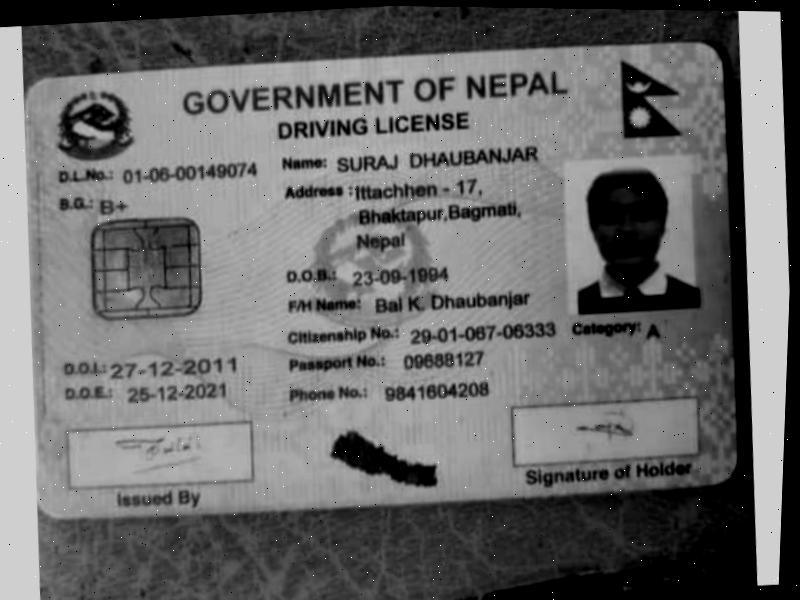 GOVERNMENT OF NEPAL
DRIVING LICENSE
D.L.No.: 01-06-00149074
B.G.: B+
Name: SURAJ DHAUBANJAR
Address : Ittachhen - 17,
Bhaktapur,Bagmati,
Nepal
D.O.B.: 23-09-1994
F/H Name: Bal K. Dhaubanjar
Citizenship No.: 29-01-067-06333
Category: A
D.O.I.: 27-12-2011
Passport No.: 09688127
D.O.E.: 25-12-2021
Phone No.: 9841604208
Issued By
Signature of Holder